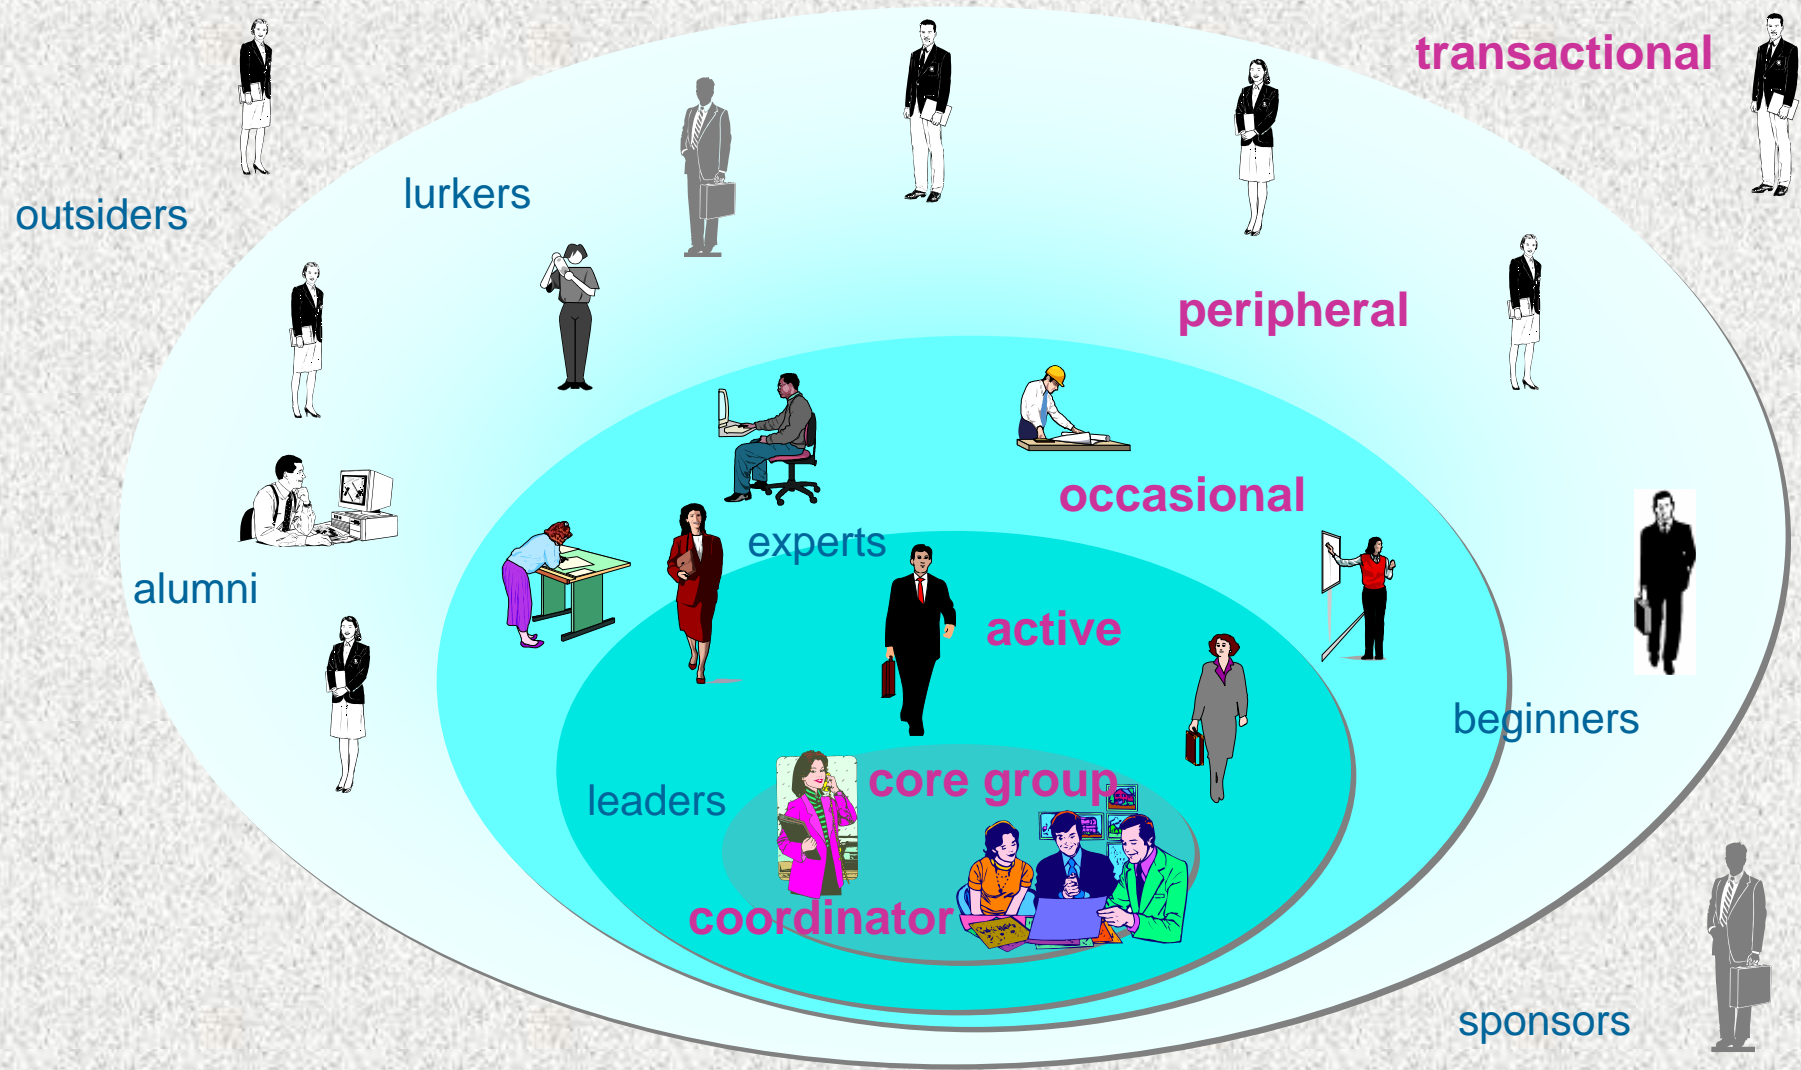 transactional
lurkers
outsiders
peripheral
occasional
experts
alumni
active
beginners
core group
leaders
coordinator
sponsors